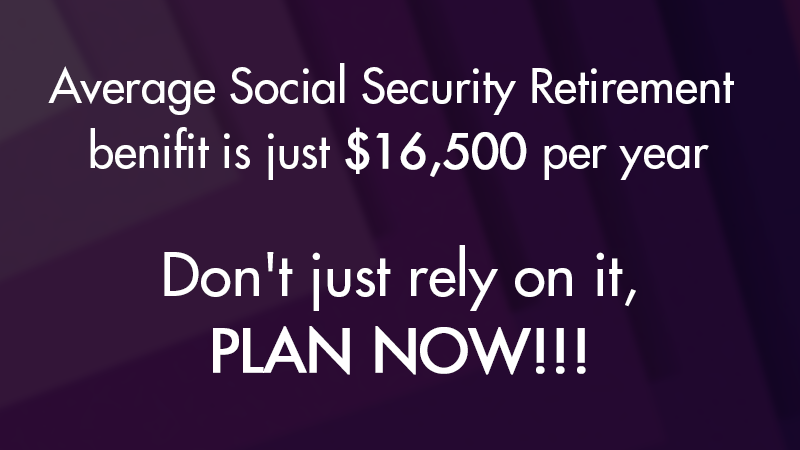 Average Social Security Retirement
benifit is just $16,500 per year
Don't just rely on it,
PLAN NOW!!!